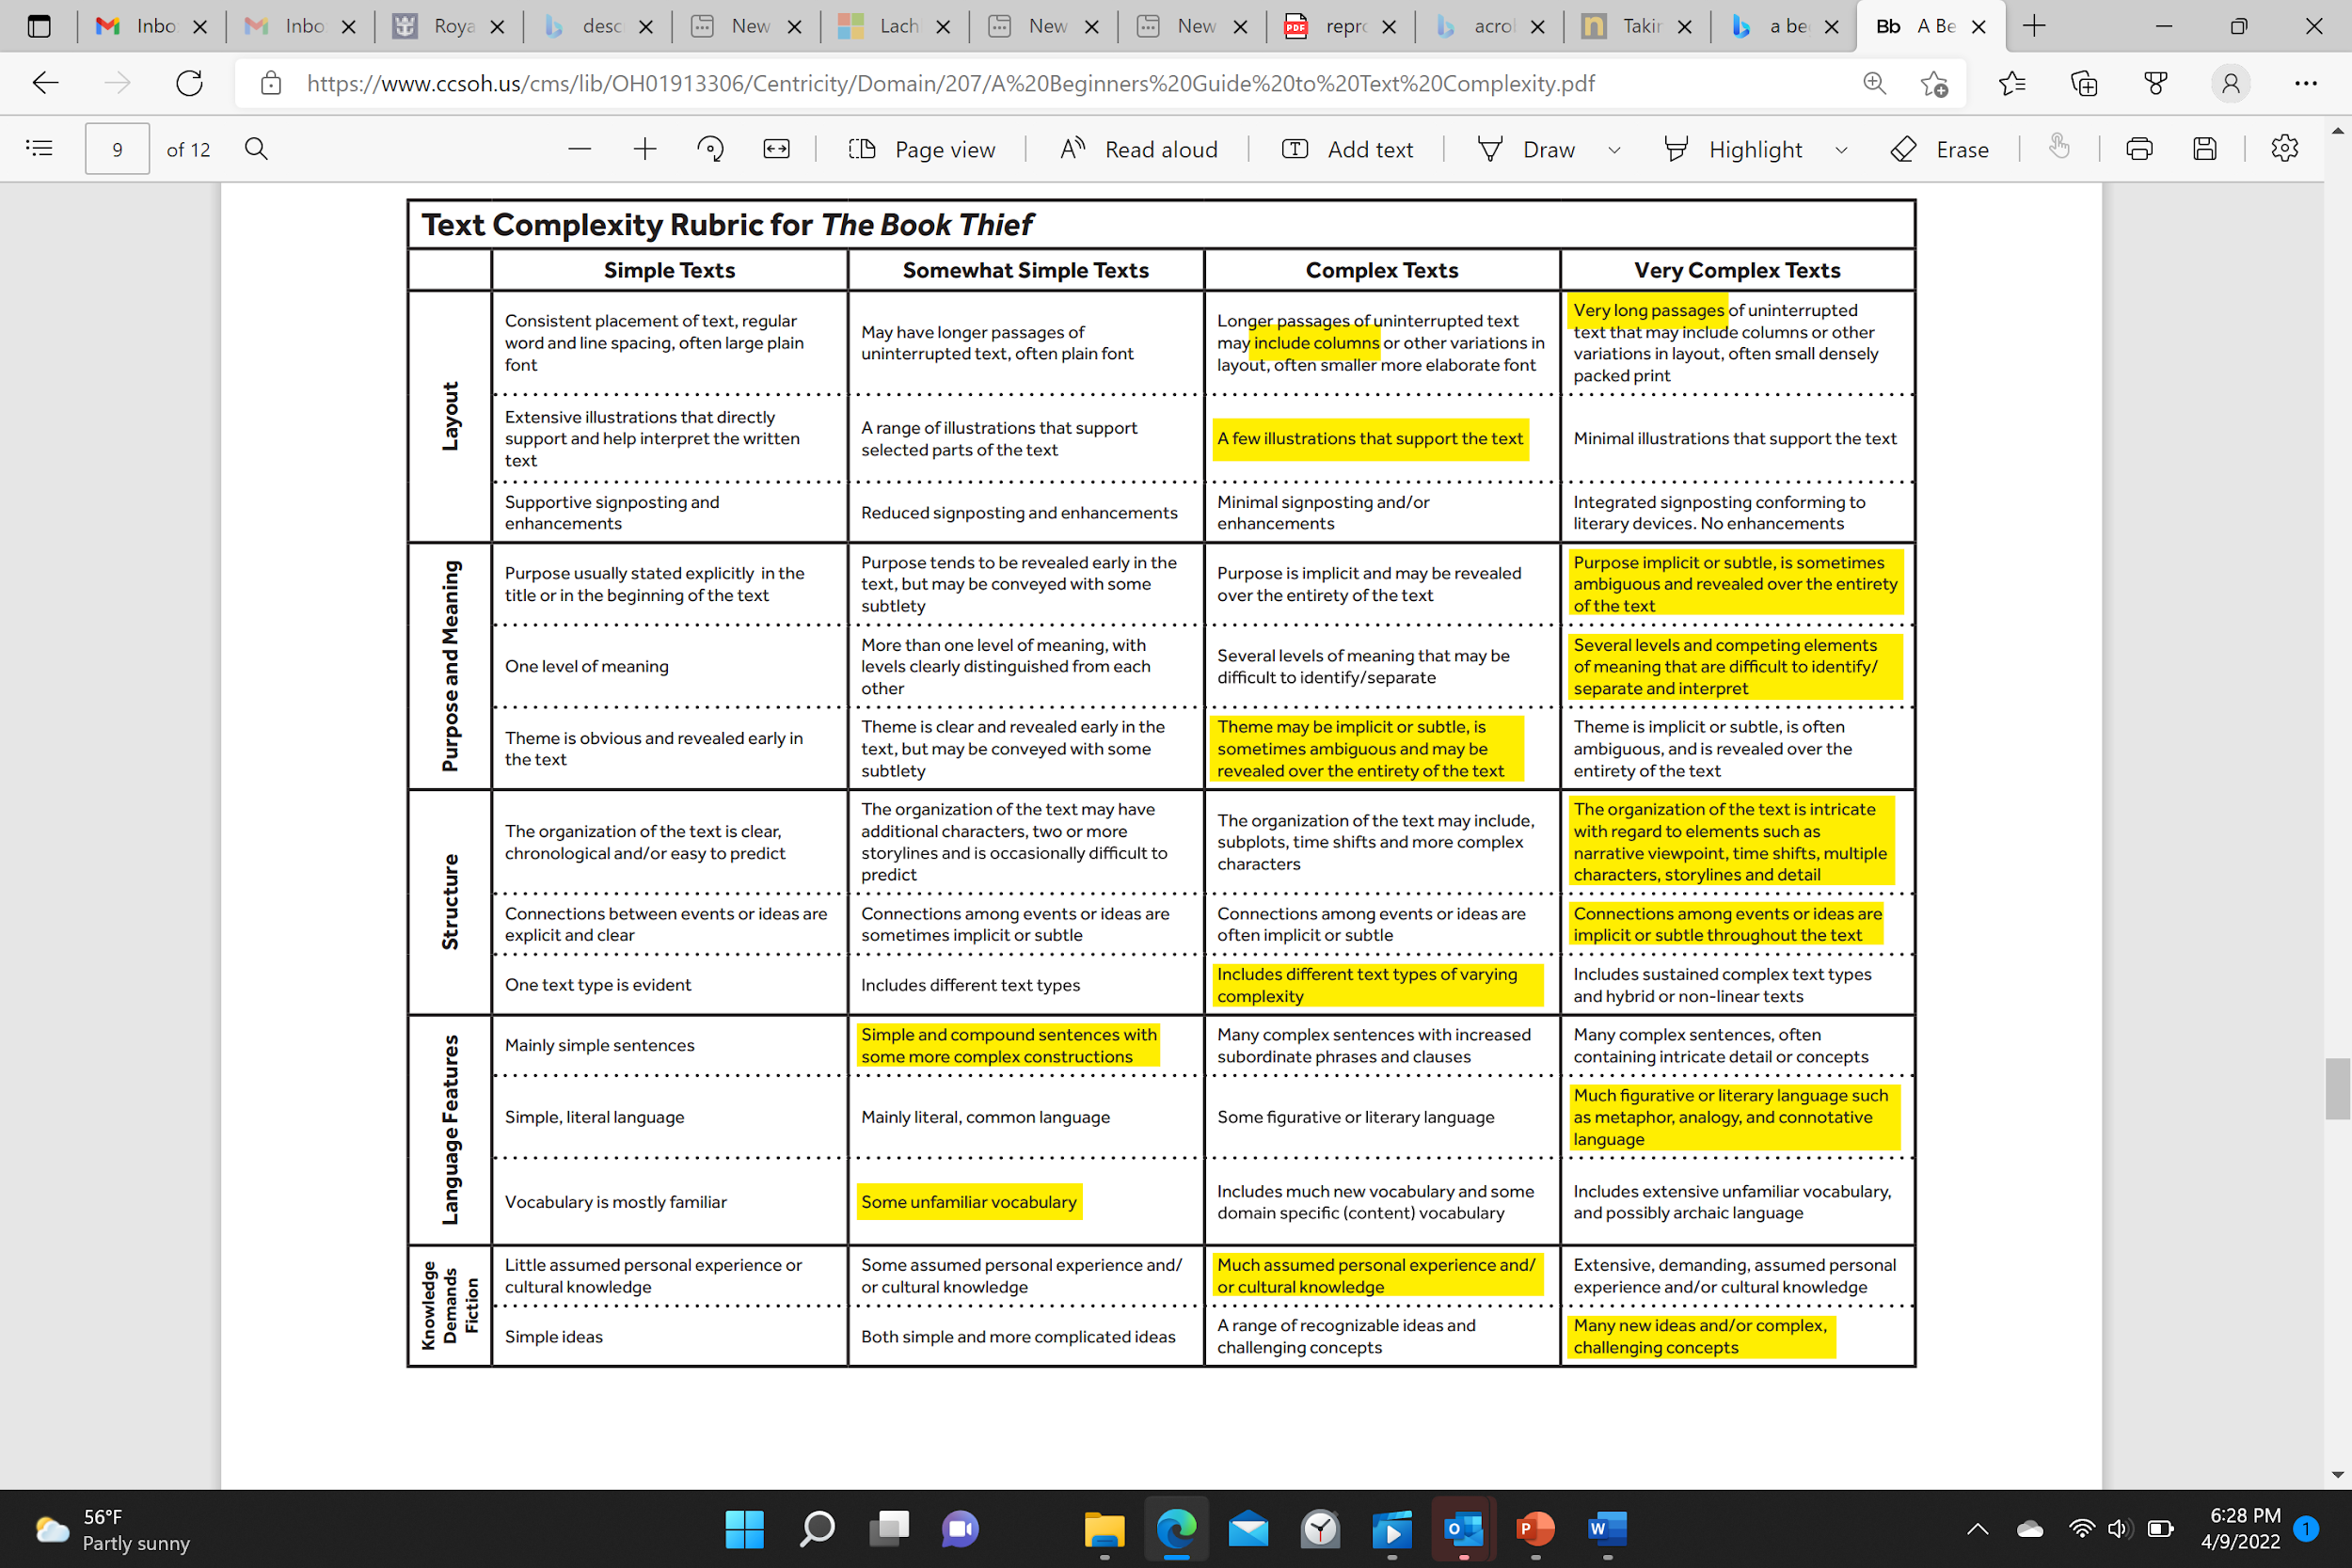 Inbo
Inbo
Roya
desc
New
Lach
New
New
PDF
repro
acro
n
Takin
a be
Bb
A Be
https://www.ccsoh.us/cms/lib/OH01913306/Centricity/Domain/207/A%20Beginners%20Guide%20to%20Text%20Complexity.pdf
9
of 12
Page view
Read aloud
Add text
Draw
Highlight
Erase
Text Complexity Rubric for The Book Thief
Simple Texts
Somewhat Simple Texts
Complex Texts
Very Complex Texts
Layout
Consistent placement of text, regular
word and line spacing, often large plain
font
May have longer passages of
uninterrupted text, often plain font
Longer passages of uninterrupted text
may include columns or other variations in
layout, often smaller more elaborate font
Very long passages of uninterrupted
text that may include columns or other
variations in layout, often small densely
packed print
Extensive illustrations that directly
support and help interpret the written
text
A range of illustrations that support
selected parts of the text
A few illustrations that support the text
Minimal illustrations that support the text
Supportive signposting and
enhancements
Reduced signposting and enhancements
Minimal signposting and/or
enhancements
Integrated signposting conforming to
literary devices. No enhancements
Purpose and Meaning
Purpose usually stated explicitly in the
title or in the beginning of the text
Purpose tends to be revealed early in the
text, but may be conveyed with some
subtlety
Purpose is implicit and may be revealed
over the entirety of the text
Purpose implicit or subtle, is sometimes
ambiguous and revealed over the entirety
of the text
One level of meaning
More than one level of meaning, with
levels clearly distinguished from each
other
Several levels of meaning that may be
difficult to identify/separate
Several levels and competing elements
of meaning that are difficult to identify/
separate and interpret
Theme is obvious and revealed early in
the text
Theme is clear and revealed early in the
text, but may be conveyed with some
subtlety
Theme may be implicit or subtle, is
sometimes ambiguous and may be
revealed over the entirety of the text
Theme is implicit or subtle, is often
ambiguous, and is revealed over the
entirety of the text
Structure
The organization of the text is clear,
chronological and/or easy to predict
The organization of the text may have
additional characters, two or more
storylines and is occasionally difficult to
predict
The organization of the text may include,
subplots, time shifts and more complex
characters
The organization of the text is intricate
with regard to elements such as
narrative viewpoint, time shifts, multiple
characters, storylines and detail
Connections between events or ideas are
explicit and clear
Connections among events or ideas are
sometimes implicit or subtle
Connections among events or ideas are
often implicit or subtle
Connections among events or ideas are
implicit or subtle throughout the text
One text type is evident
Includes different text types
Includes different text types of varying
complexity
Includes sustained complex text types
and hybrid or non-linear texts
Language Features
Mainly simple sentences
Simple and compound sentences with
some more complex constructions
Many complex sentences with increased
subordinate phrases and clauses
Many complex sentences, often
containing intricate detail or concepts
Simple, literal language
Mainly literal, common language
Some figurative or literary language
Much figurative or literary language such
as metaphor, analogy, and connotative
language
Vocabulary is mostly familiar
Some unfamiliar vocabulary
Includes much new vocabulary and some
domain specific (content) vocabulary
Includes extensive unfamiliar vocabulary,
and possibly archaic language
Knowledge
Demands
Fiction
Little assumed personal experience or
cultural knowledge
Some assumed personal experience and/
or cultural knowledge
Much assumed personal experience and/
or cultural knowledge
Extensive, demanding, assumed personal
experience and/or cultural knowledge
Simple ideas
Both simple and more complicated ideas
A range of recognizable ideas and
challenging concepts
Many new ideas and/or complex,
challenging concepts
56°F
Partly sunny
6:28 PM
4/9/2022
1